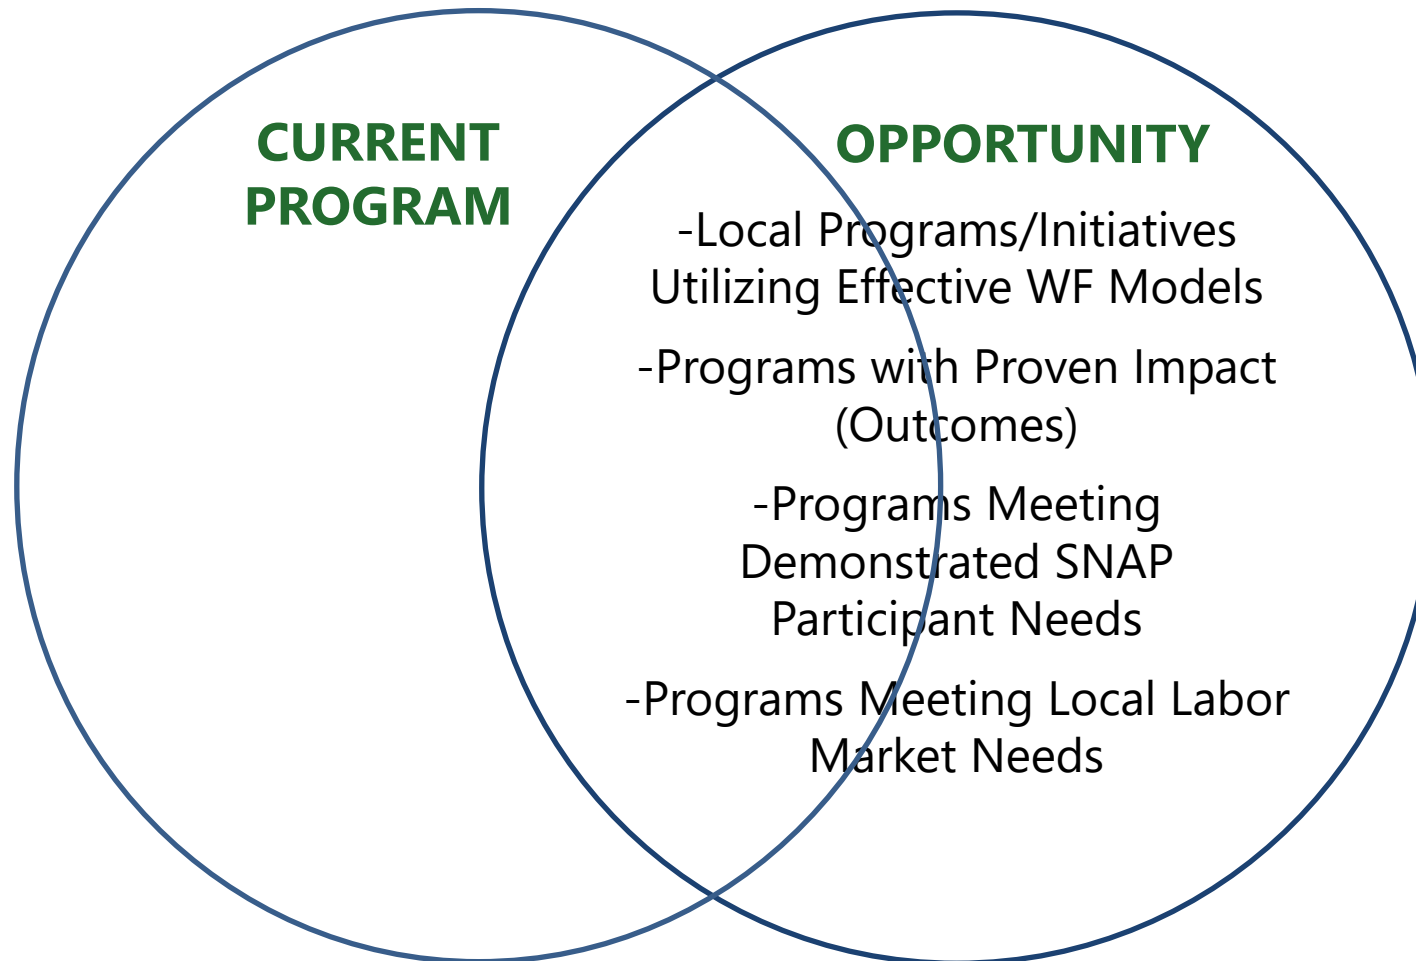 CURRENT
PROGRAM
OPPORTUNITY
-Local Programs/Initiatives
Utilizing Effective WF Models
-Programs with Proven Impact
(Outcomes)
-Programs Meeting
Demonstrated SNAP
Participant Needs
-Programs Meeting Local Labor
Market Needs